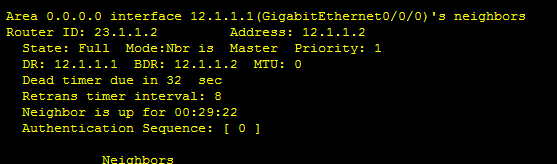 Area 0.0.0.0 interface 12.1.1.1(GigabitEthernet0/0/0)'s neighbors
Router ID: 23.1.1.2          Address: 12.1.1.2
State: Full  Mode:Nbr is  Master  Priority: 1
DR: 12.1.1.1  BDR: 12.1.1.2  MTU: 0
Dead timer due in 32  sec
Retrans timer interval: 8
Neighbor is up for 00:29:22
Authentication Sequence: [ 0 ]
Neighbors